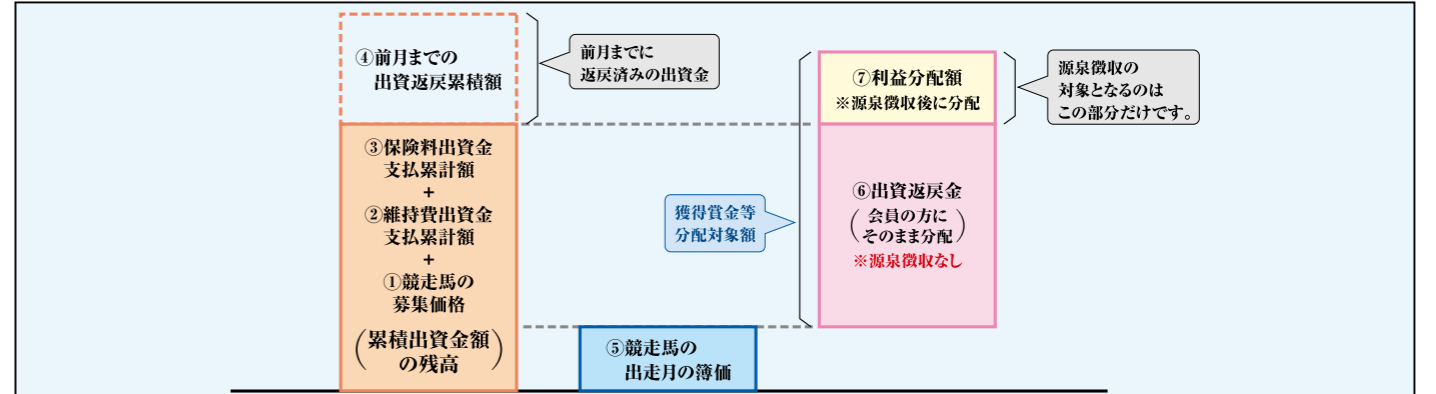 ④前月までの
出資返戻累積額
前月までに
返戻済みの出資金
③保険料出資金
支払累計額
+
②維持費出資金
支払累計額
+
①競走馬の
募集価格
(累積出資金額
の残高)
⑤競走馬の
出走月の簿価
獲得賞金等
分配対象額
⑦利益分配額
※源泉徴収後に分配
源泉徴収の
対象となるのは
この部分だけです。
⑥出資返戻金
(会員の方に
そのまま分配)
※源泉徴収なし